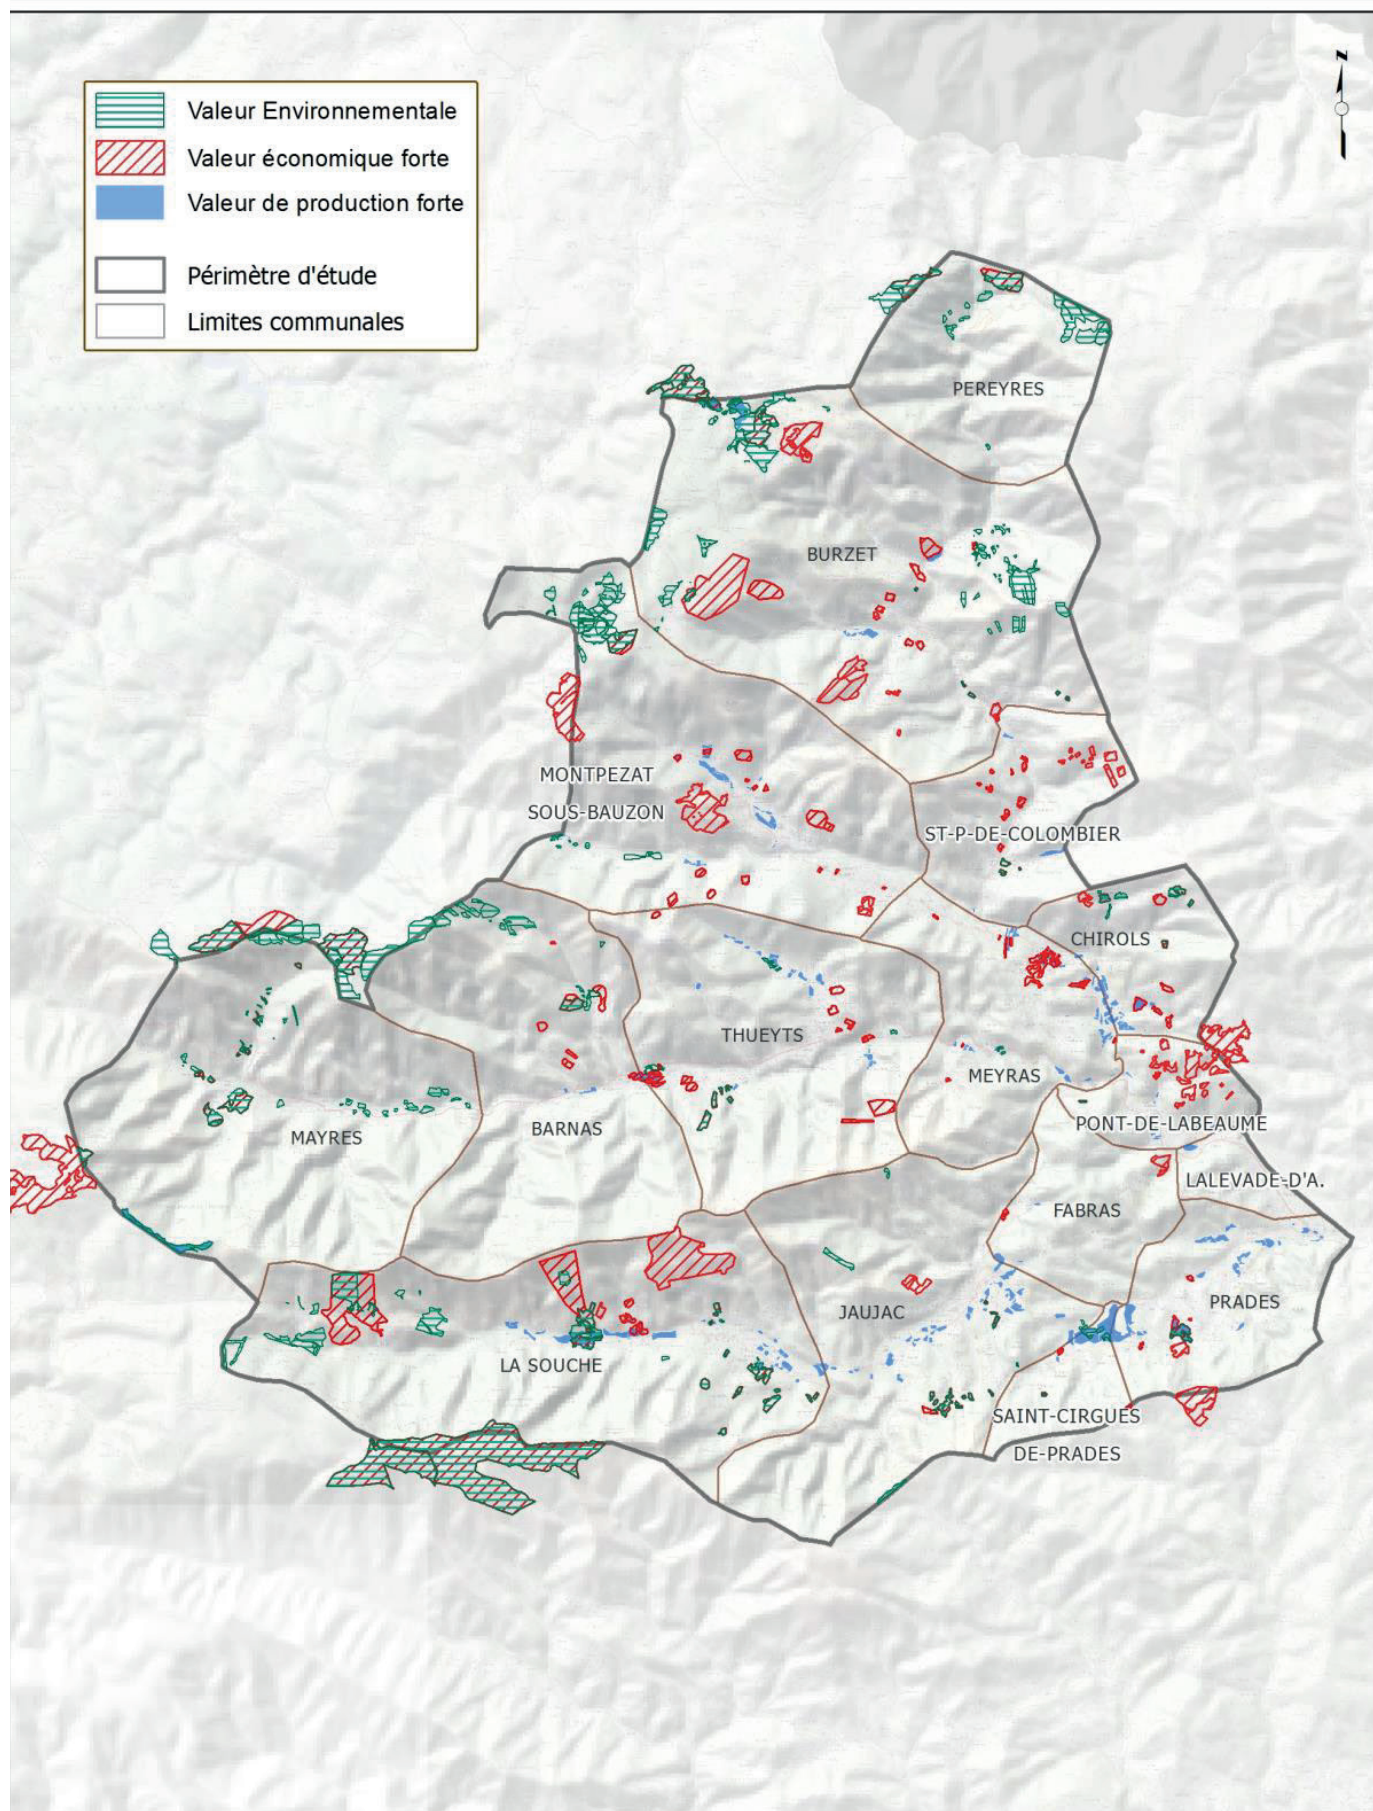 N
Valeur Environnementale
Valeur économique forte
Valeur de production forte
Périmètre d'étude
Limites communales
PEREYRES
BURZET
MONTPEZAT
SOUS-BAUZON
ST-P-DE-COLOMBIER
CHIROLS
THUEYTS
MEYRAS
PONT-DE-LABEAUME
BARNAS
MAYRES
LALEVADE-D'A.
FABRAS
PRADES
JAUJAC
LA SOUCHE
SAINT-CIRGUES
DE-PRADES